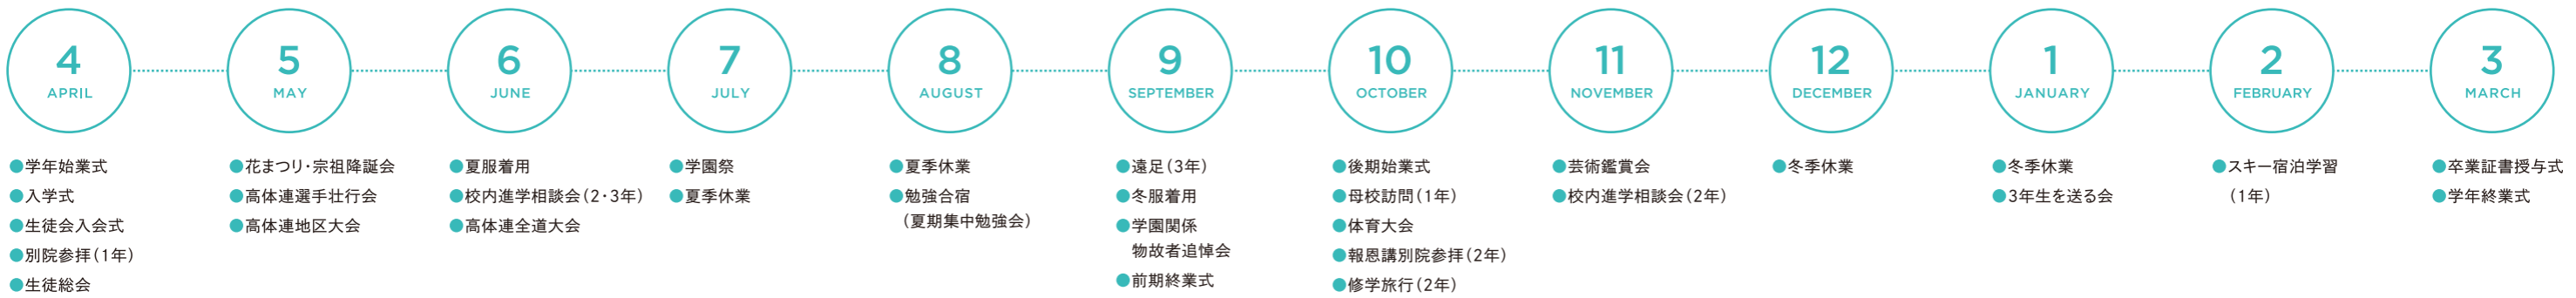 4
APRIL
●学年始業式
●入学式
●生徒会入会式
●別院参拝（1年）
●生徒総会
5
MAY
●花まつり・宗祖降誕会
●高体連選手壮行会
●高体連地区大会
6
JUNE
●夏服着用
●校内進学相談会（2・3年）
●高体連全道大会
7
JULY
●学園祭
●夏季休業
8
AUGUST
●夏季休業
●勉強合宿
（夏期集中勉強会）
9
SEPTEMBER
●遠足（3年）
●冬服着用
●学園関係
物故者追悼会
●前期終業式
10
OCTOBER
●後期始業式
●母校訪問（1年）
●体育大会
●報恩講別院参拝（2年）
●修学旅行（2年）
11
NOVEMBER
●芸術鑑賞会
●校内進学相談会（2年）
12
DECEMBER
●冬季休業
1
JANUARY
●冬季休業
●3年生を送る会
2
FEBRUARY
●スキー宿泊学習
（1年）
3
MARCH
●卒業証書授与式
●学年終業式